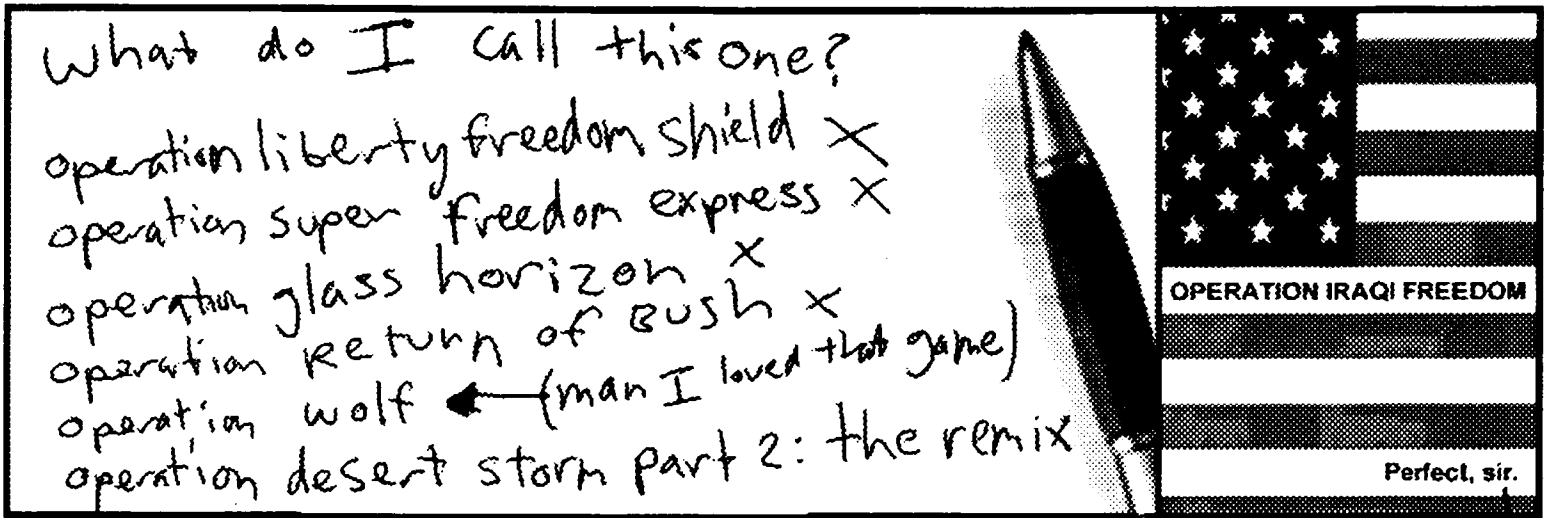 What do I call this one?
operation liberty freedom shield X
operation super freedom express X
operation glass horizon X
operation Return of Bush X
operation wolf ← (man I loved that game)
operation desert storm part 2: the remix
OPERATION IRAQI FREEDOM
Perfect, sir.